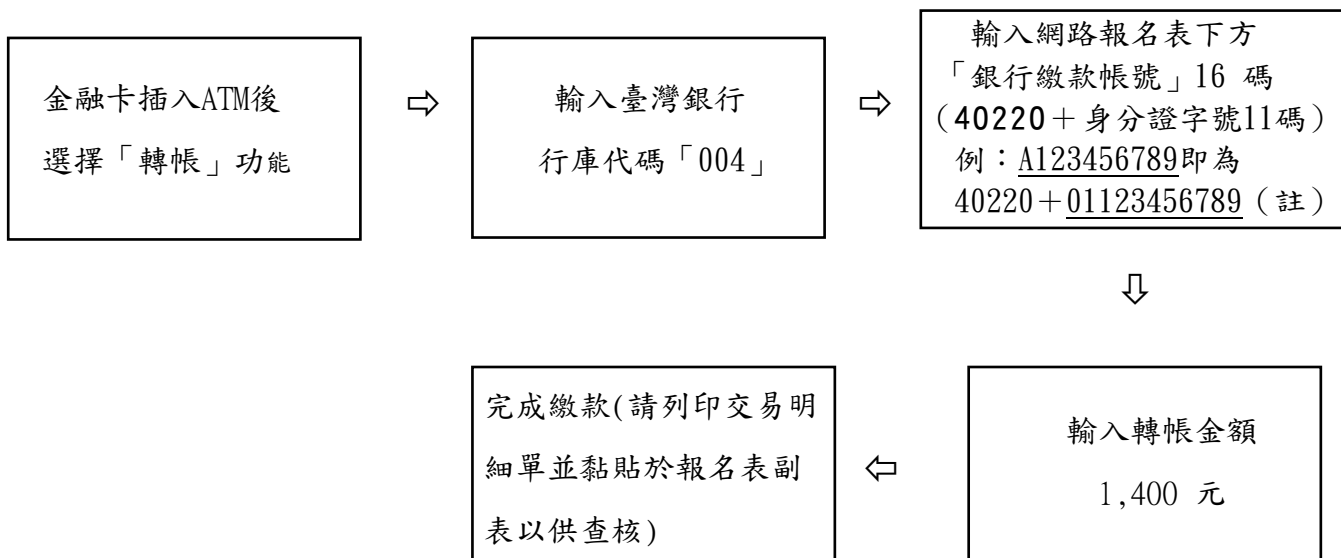 金融卡插入ATM後
選擇「轉帳」功能
⇨
輸入臺灣銀行
行庫代碼「004」
⇨
輸入網路報名表下方
「銀行繳款帳號」16 碼
（40220＋身分證字號11碼）
例：A123456789即為
40220＋01123456789（註）
⇩
輸入轉帳金額
1,400 元
⇦
完成繳款(請列印交易明
細單並黏貼於報名表副
表以供查核)